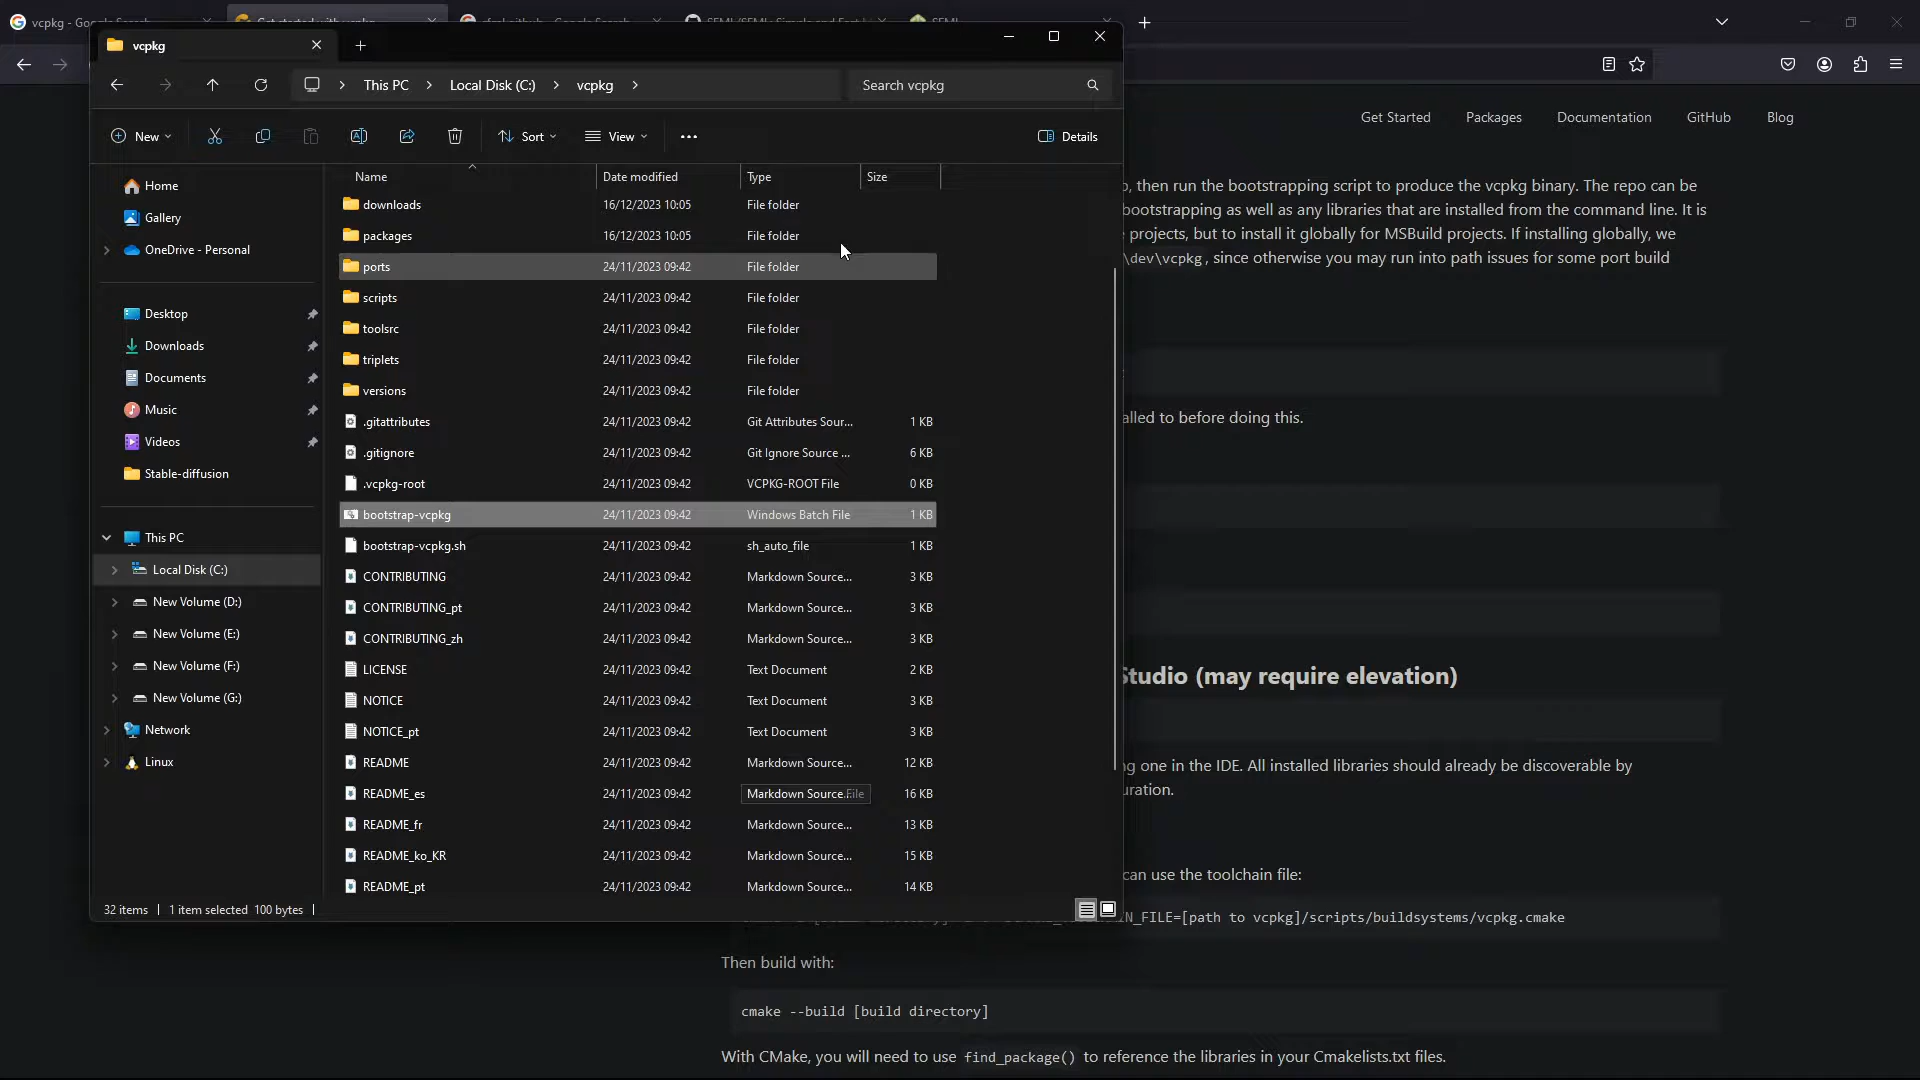 vcpkg - Google Search
vcpkg
This PC
Local Disk (C:)
vcpkg
Search vcpkg
New
Sort
View
Details
Get Started
Packages
Documentation
GitHub
Blog
Home
Gallery
OneDrive - Personal
Desktop
Downloads
Documents
Music
Videos
Stable-diffusion
This PC
Local Disk (C:)
New Volume (D:)
New Volume (E:)
New Volume (F:)
New Volume (G:)
Network
Linux
Name Date modified Type Size
downloads 16/12/2023 10:05 File folder
packages 16/12/2023 10:05 File folder
ports 24/11/2023 09:42 File folder
scripts 24/11/2023 09:42 File folder
toolsrc 24/11/2023 09:42 File folder
triplets 24/11/2023 09:42 File folder
versions 24/11/2023 09:42 File folder
.gitattributes 24/11/2023 09:42 Git Attributes Sour... 1 KB
.gitignore 24/11/2023 09:42 Git Ignore Source ... 6 KB
.vcpkg-root 24/11/2023 09:42 VCPKG-ROOT File 0 KB
bootstrap-vcpkg 24/11/2023 09:42 Windows Batch File 1 KB
bootstrap-vcpkg.sh 24/11/2023 09:42 sh_auto_file 1 KB
CONTRIBUTING 24/11/2023 09:42 Markdown Source... 3 KB
CONTRIBUTING_pt 24/11/2023 09:42 Markdown Source... 3 KB
CONTRIBUTING_zh 24/11/2023 09:42 Markdown Source... 3 KB
LICENSE 24/11/2023 09:42 Text Document 2 KB
NOTICE 24/11/2023 09:42 Text Document 3 KB
NOTICE_pt 24/11/2023 09:42 Text Document 3 KB
README 24/11/2023 09:42 Markdown Source... 12 KB
README_es 24/11/2023 09:42 Markdown Source File 16 KB
README_fr 24/11/2023 09:42 Markdown Source... 13 KB
README_ko_KR 24/11/2023 09:42 Markdown Source... 15 KB
README_pt 24/11/2023 09:42 Markdown Source... 14 KB
32 items 1 item selected 100 bytes
, then run the bootstrapping script to produce the vcpkg binary. The repo can be
bootstrapping as well as any libraries that are installed from the command line. It is
projects, but to install it globally for MSBuild projects. If installing globally, we
\dev\vcpkg, since otherwise you may run into path issues for some port build
alled to before doing this.
Studio (may require elevation)
ng one in the IDE. All installed libraries should already be discoverable by
uration.
can use the toolchain file:
N_FILE=[path to vcpkg]/scripts/buildsystems/vcpkg.cmake
Then build with:
cmake --build [build directory]
With CMake, you will need to use find_package() to reference the libraries in your Cmakelists.txt files.